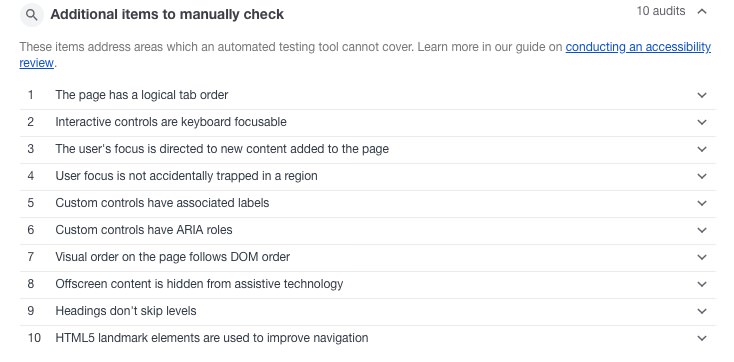 Additional items to manually check
10 audits
These items address areas which an automated testing tool cannot cover. Learn more in our guide on conducting an accessibility
review.
1 The page has a logical tab order
2 Interactive controls are keyboard focusable
3 The user's focus is directed to new content added to the page
4 User focus is not accidentally trapped in a region
5 Custom controls have associated labels
6 Custom controls have ARIA roles
7 Visual order on the page follows DOM order
8 Offscreen content is hidden from assistive technology
9 Headings don't skip levels
10 HTML5 landmark elements are used to improve navigation